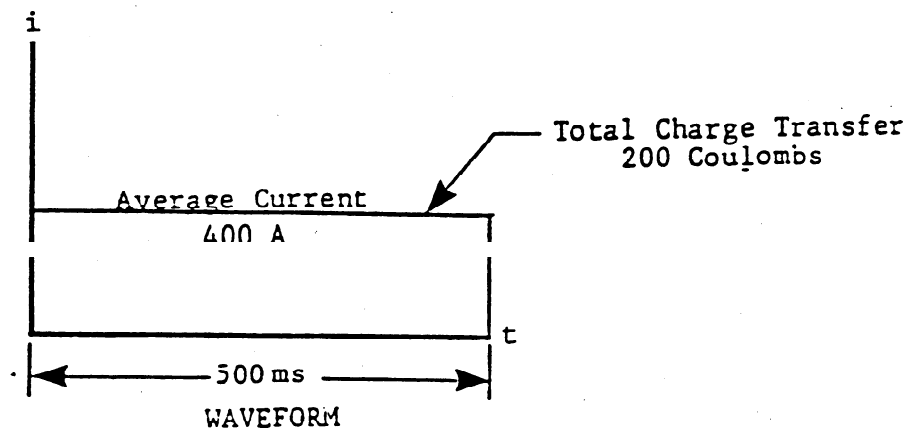 i
Total Charge Transfer
200 Coulombs
Average Current
400 A
t
500 ms
WAVEFORM